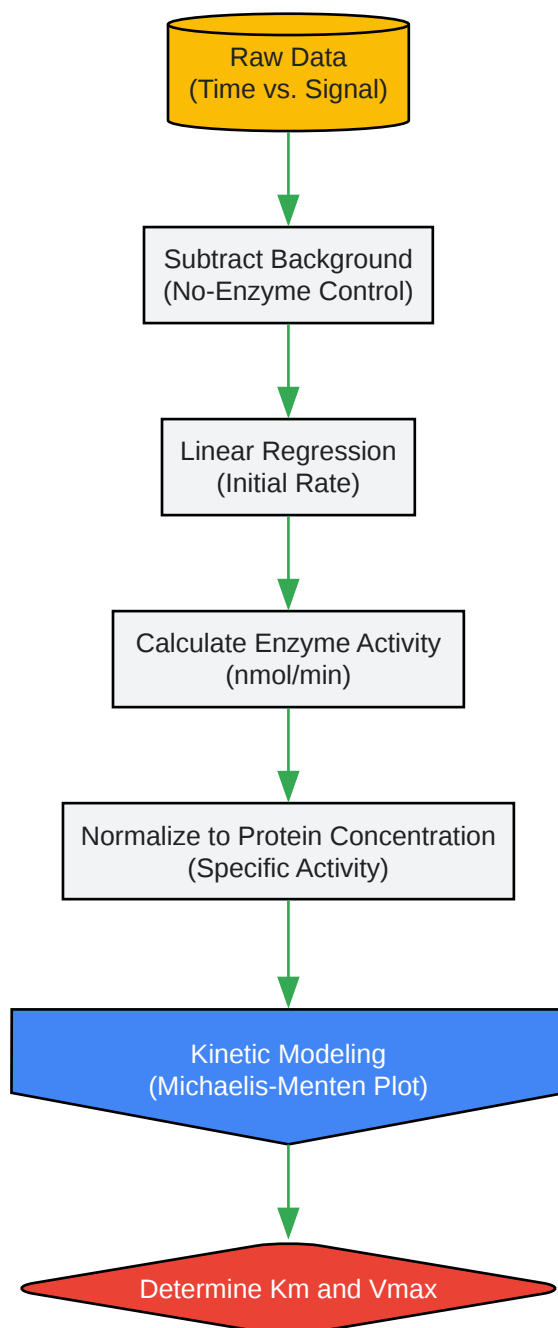 Raw Data
(Time vs. Signal)
Subtract Background
(No-Enzyme Control)
Linear Regression
(Initial Rate)
Calculate Enzyme Activity
(nmol/min)
Normalize to Protein Concentration
(Specific Activity)
Kinetic Modeling
(Michaelis-Menten Plot)
Determine Km and Vmax